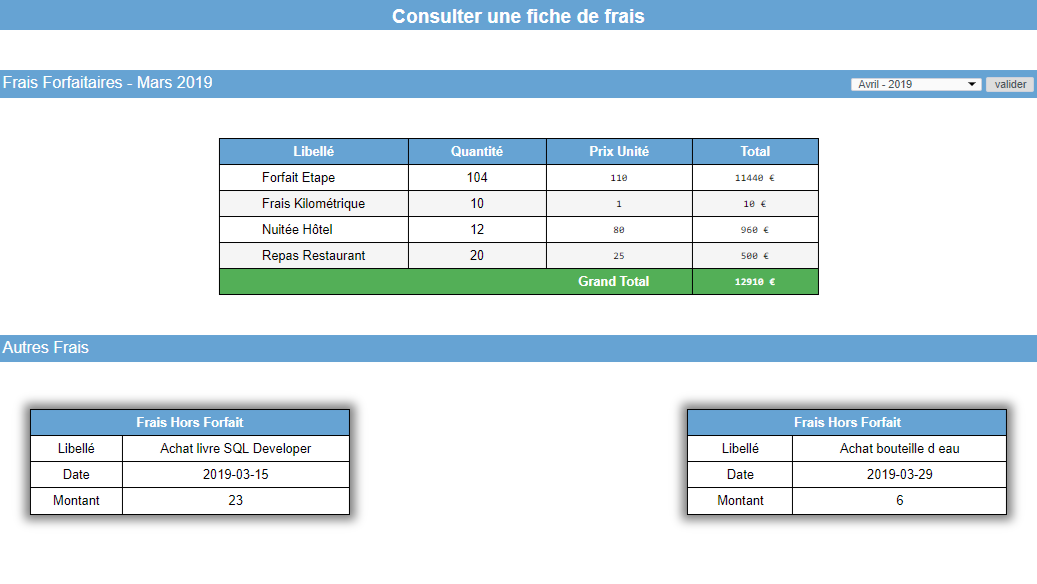 Consulter une fiche de frais
Frais Forfaitaires - Mars 2019 Avril - 2019 valider
Libellé Quantité Prix Unité Total
Forfait Etape 104 110 11440 €
Frais Kilométrique 10 1 10 €
Nuitée Hôtel 12 80 960 €
Repas Restaurant 20 25 500 €
Grand Total 12910 €
Autres Frais
Frais Hors Forfait
Libellé Achat livre SQL Developer
Date 2019-03-15
Montant 23
Frais Hors Forfait
Libellé Achat bouteille d eau
Date 2019-03-29
Montant 6